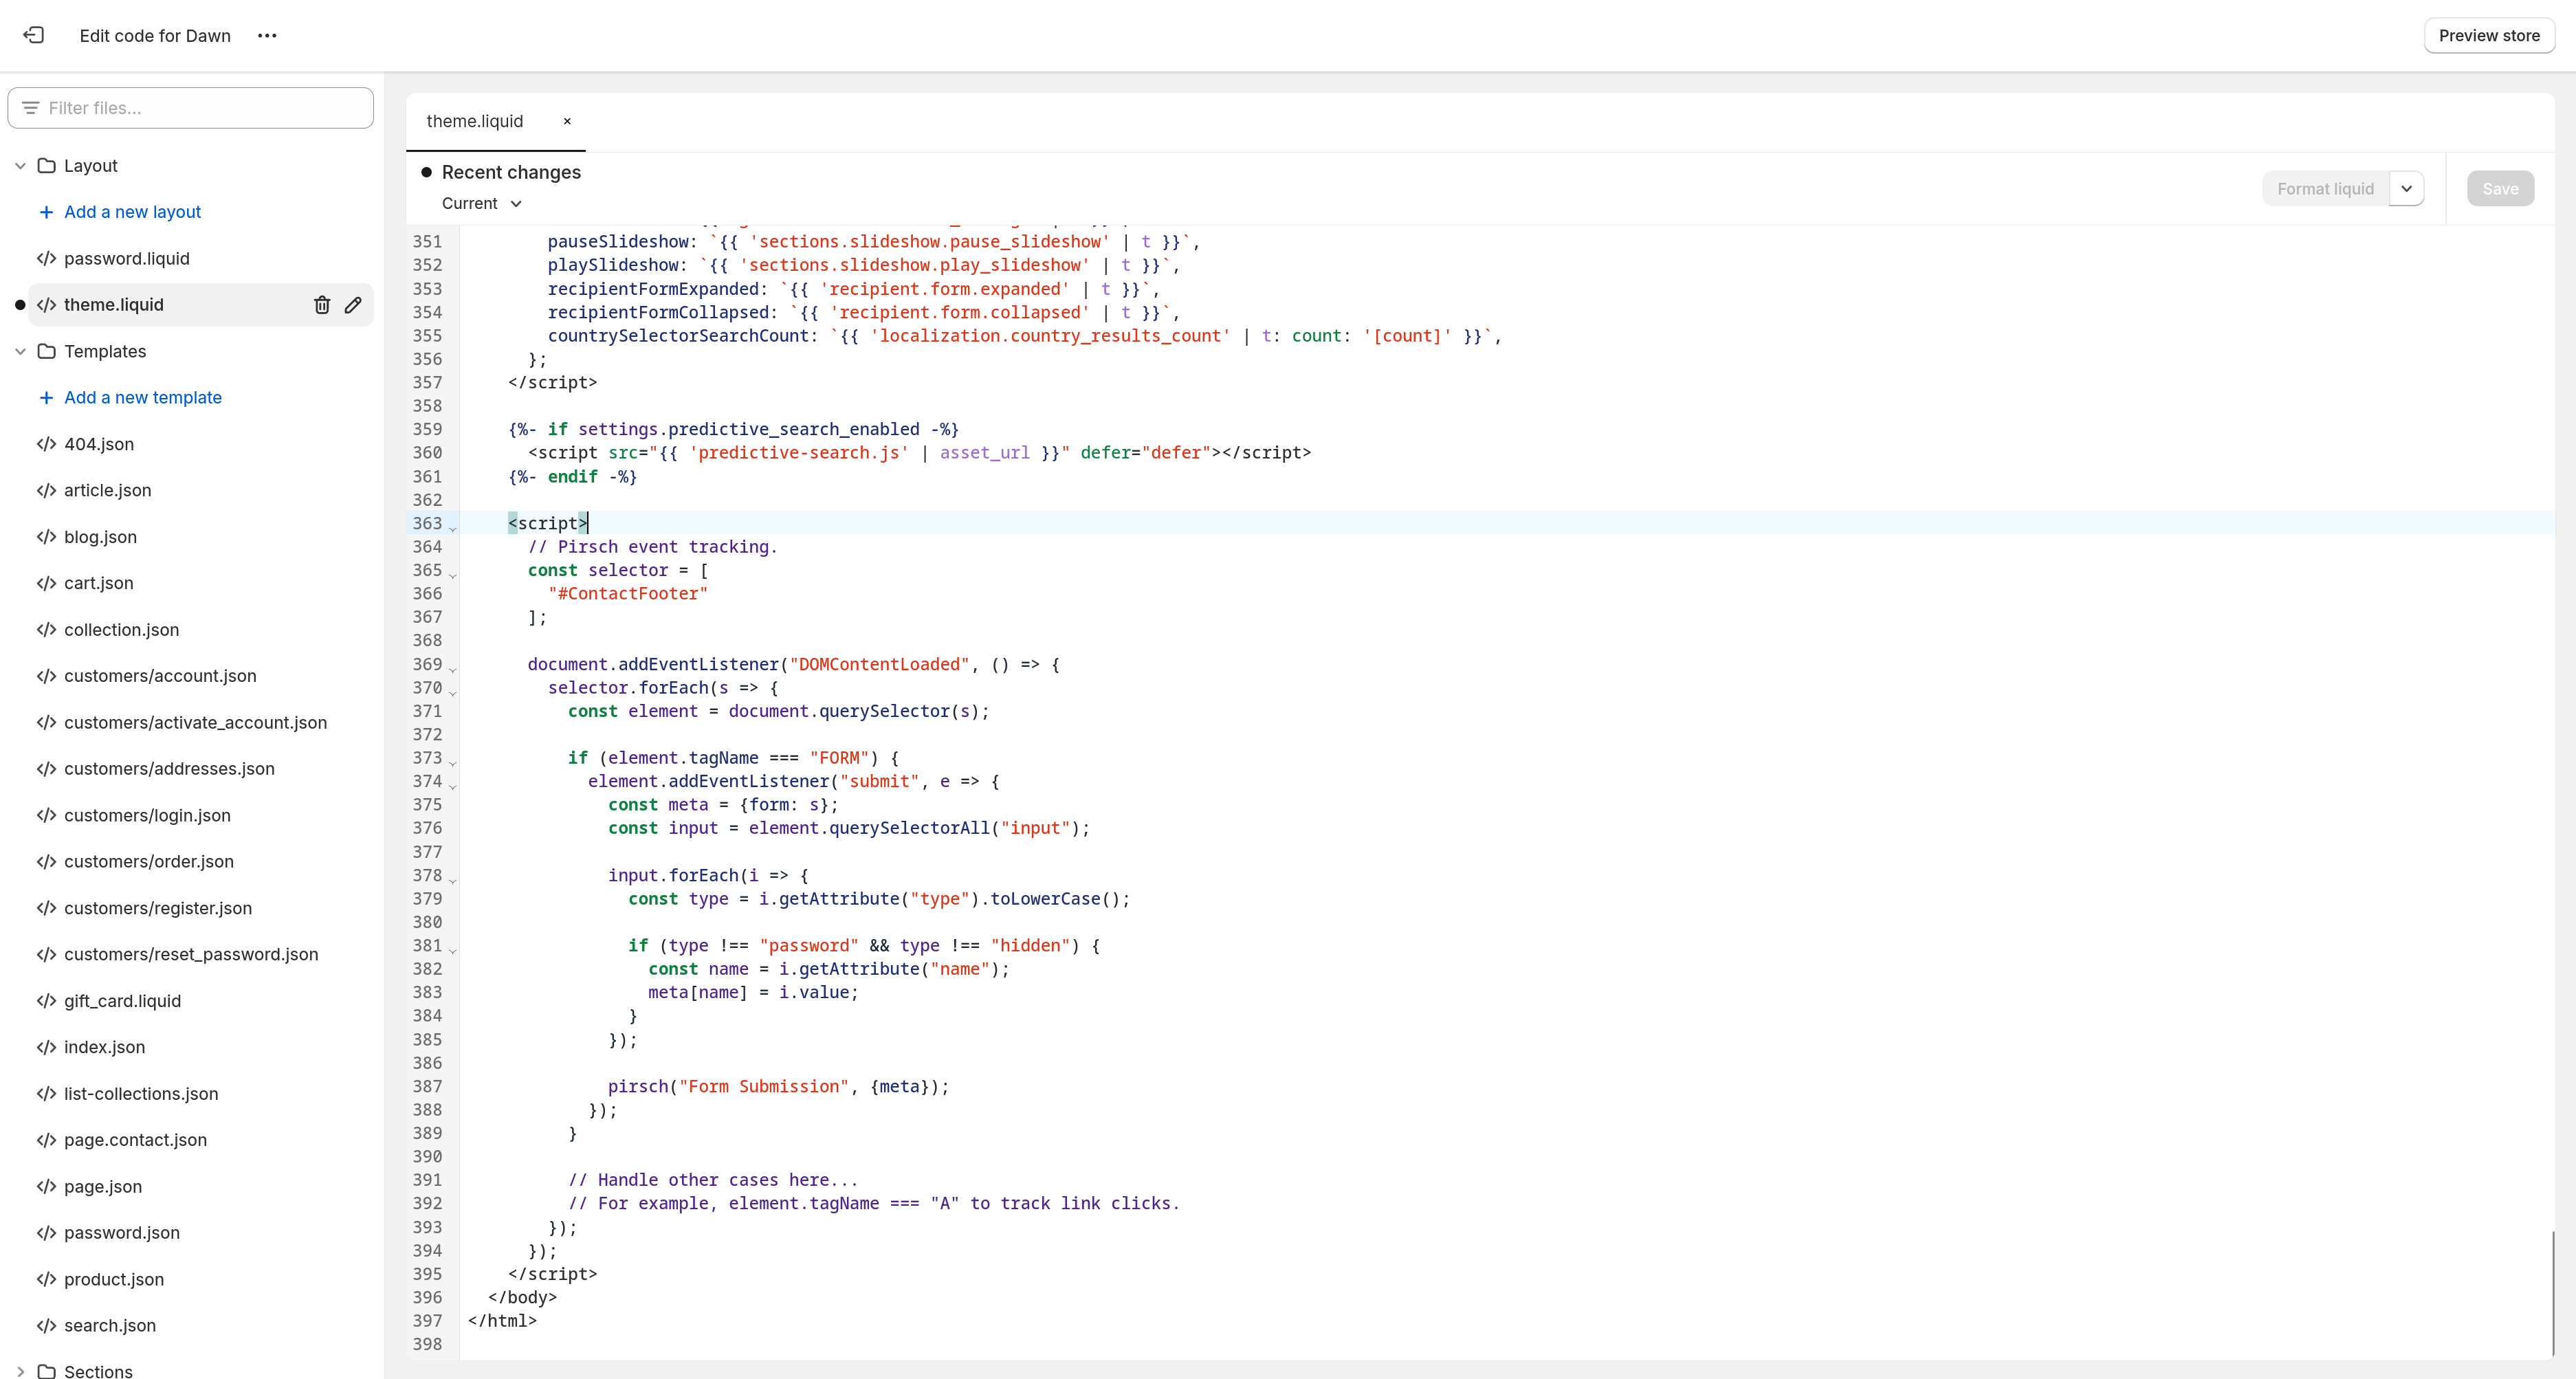 Edit code for Dawn
Preview store
Filter files...
Layout
Add a new layout
password.liquid
theme.liquid
Templates
Add a new template
404.json
article.json
blog.json
cart.json
collection.json
customers/account.json
customers/activate_account.json
customers/addresses.json
customers/login.json
customers/order.json
customers/register.json
customers/reset_password.json
gift_card.liquid
index.json
list-collections.json
page.contact.json
page.json
password.json
product.json
search.json
Sections
theme.liquid ×
Recent changes
Current
Format liquid
Save
351 pauseSlideshow: `{{ 'sections.slideshow.pause_slideshow' | t }}`,
352 playSlideshow: `{{ 'sections.slideshow.play_slideshow' | t }}`,
353 recipientFormExpanded: `{{ 'recipient.form.expanded' | t }}`,
354 recipientFormCollapsed: `{{ 'recipient.form.collapsed' | t }}`,
355 countrySelectorSearchCount: `{{ 'localization.country_results_count' | t: count: '[count]' }}`,
356 };
357 </script>
358
359 {%- if settings.predictive_search_enabled -%}
360 <script src="{{ 'predictive-search.js' | asset_url }}" defer="defer"></script>
361 {%- endif -%}
362
363 <script>
364 // Pirsch event tracking.
365 const selector = [
366 "#ContactFooter"
367 ];
368
369 document.addEventListener("DOMContentLoaded", () => {
370 selector.forEach(s => {
371 const element = document.querySelector(s);
372
373 if (element.tagName === "FORM") {
374 element.addEventListener("submit", e => {
375 const meta = {form: s};
376 const input = element.querySelectorAll("input");
377
378 input.forEach(i => {
379 const type = i.getAttribute("type").toLowerCase();
380
381 if (type !== "password" && type !== "hidden") {
382 const name = i.getAttribute("name");
383 meta[name] = i.value;
384 }
385 });
386
387 pirsch("Form Submission", {meta});
388 });
389 }
390
391 // Handle other cases here...
392 // For example, element.tagName === "A" to track link clicks.
393 });
394 });
395 </script>
396 </body>
397 </html>
398